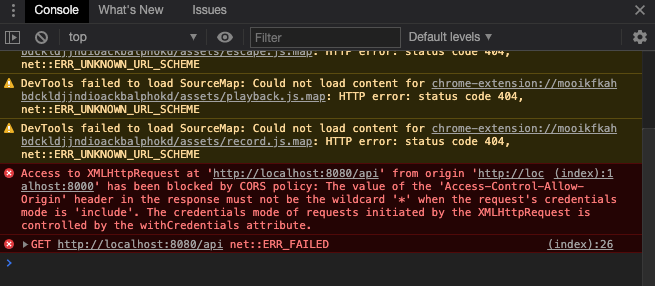 Console
What's New
Issues
top
Filter
Default levels
bdckldjjndioackbalphokd/assets/escape.js.map: HTTP error: status code 404,
net::ERR_UNKNOWN_URL_SCHEME
DevTools failed to load SourceMap: Could not load content for chrome-extension://mooikfkah
bdckldjjndioackbalphokd/assets/playback.js.map: HTTP error: status code 404,
net::ERR_UNKNOWN_URL_SCHEME
DevTools failed to load SourceMap: Could not load content for chrome-extension://mooikfkah
bdckldjjndioackbalphokd/assets/record.js.map: HTTP error: status code 404,
net::ERR_UNKNOWN_URL_SCHEME
Access to XMLHttpRequest at 'http://localhost:8080/api' from origin 'http://loc (index):1
alhost:8000' has been blocked by CORS policy: The value of the 'Access-Control-Allow-
Origin' header in the response must not be the wildcard '*' when the request's credentials
mode is 'include'. The credentials mode of requests initiated by the XMLHttpRequest is
controlled by the withCredentials attribute.
GET http://localhost:8080/api net::ERR_FAILED (index):26